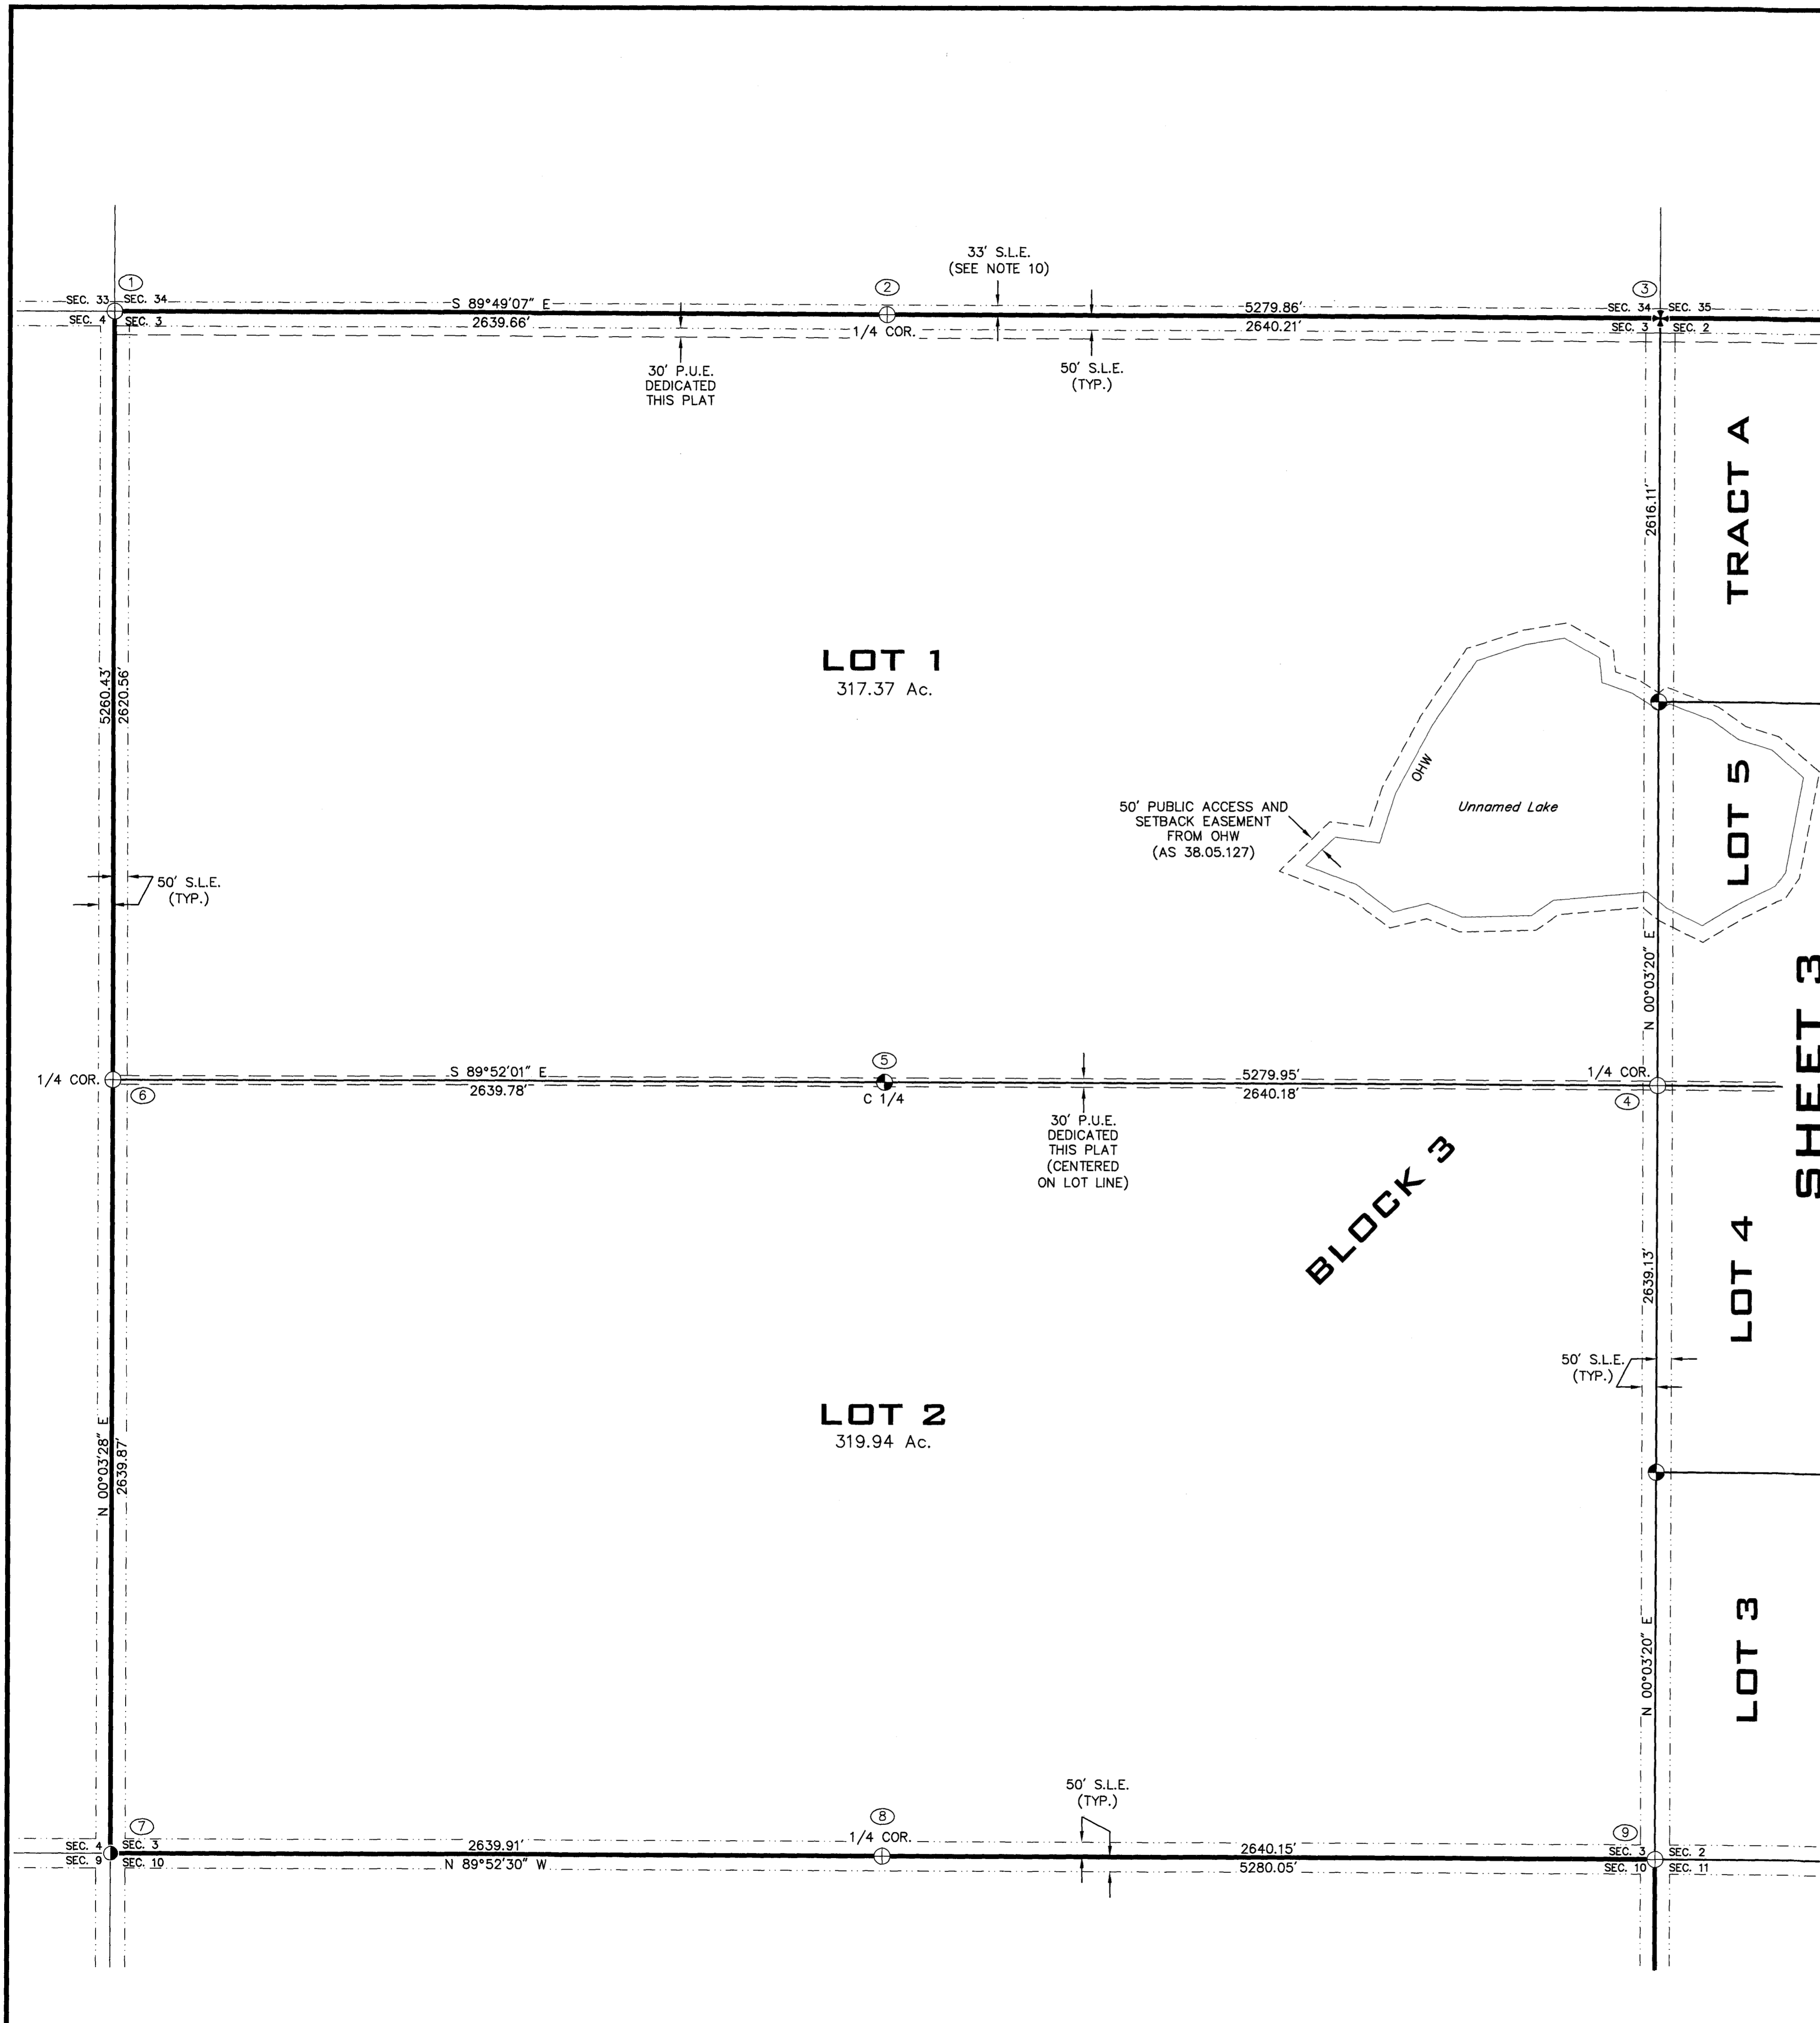 33' S.L.E.
(SEE NOTE 10)
1
2
3
SEC. 33
SEC. 34
S 89°49'07" E
5279.86'
SEC. 34
SEC. 35
SEC. 4
SEC. 3
2639.66'
1/4 COR.
2640.21'
SEC. 3
SEC. 2
30' P.U.E.
DEDICATED
THIS PLAT
50' S.L.E.
(TYP.)
TRACT A
2616.11'
LOT 1
317.37 Ac.
5260.43'
2620.56'
OHW
Unnamed Lake
50' PUBLIC ACCESS AND
SETBACK EASEMENT
FROM OHW
(AS 38.05.127)
LOT 5
50' S.L.E.
(TYP.)
N 00°03'20" E
SHEET 3
1/4 COR.
6
S 89°52'01" E
2639.78'
5
C 1/4
5279.95'
2640.18'
1/4 COR.
4
30' P.U.E.
DEDICATED
THIS PLAT
(CENTERED
ON LOT LINE)
BLOCK 3
LOT 4
2639.13'
50' S.L.E.
(TYP.)
LOT 2
319.94 Ac.
N 00°03'28" E
2639.87'
N 00°03'20" E
LOT 3
50' S.L.E.
(TYP.)
7
8
9
SEC. 4
SEC. 3
2639.91'
1/4 COR.
2640.15'
SEC. 3
SEC. 2
SEC. 9
SEC. 10
N 89°52'30" W
5280.05'
SEC. 10
SEC. 11